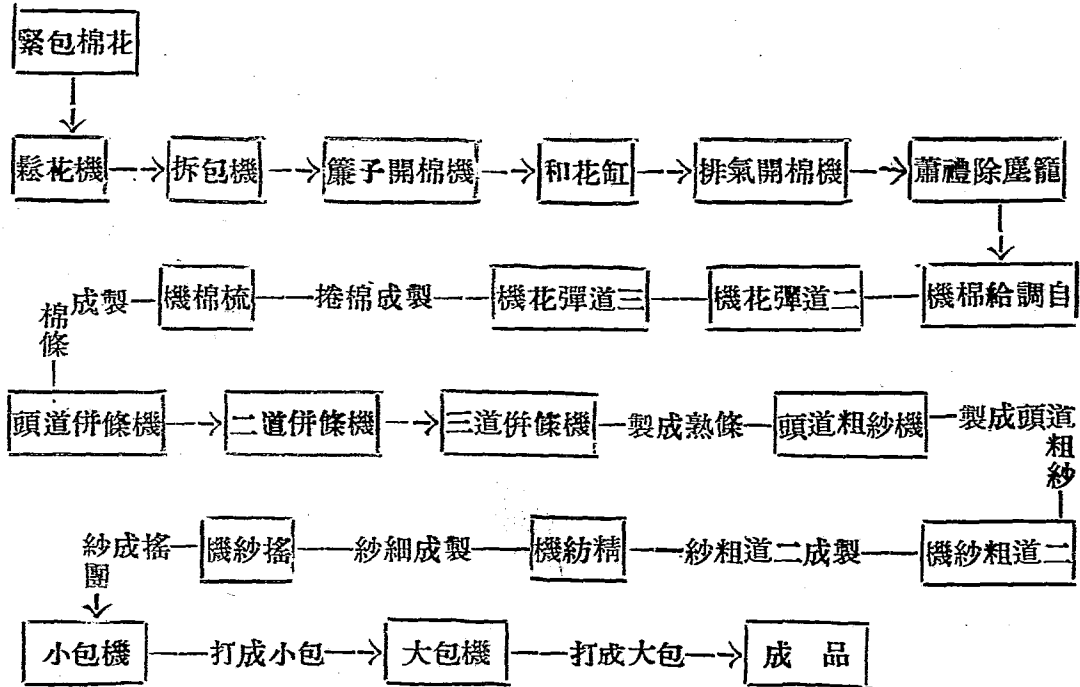 緊包棉花
鬆花機
拆包機
簾子開棉機
和花缸
排氣開棉機
蕭禮除塵籠
自調給棉機
二道彈花機
三道彈花機
製成棉捲
梳棉機
製成棉條
頭道併條機
二道併條機
三道併條機
製成熟條
頭道粗紗機
製成頭道粗紗
二道粗紗機
製成二道粗紗
精紡機
製成細紗
搖紗機
搖成紗團
小包機
打成小包
大包機
打成大包
成品